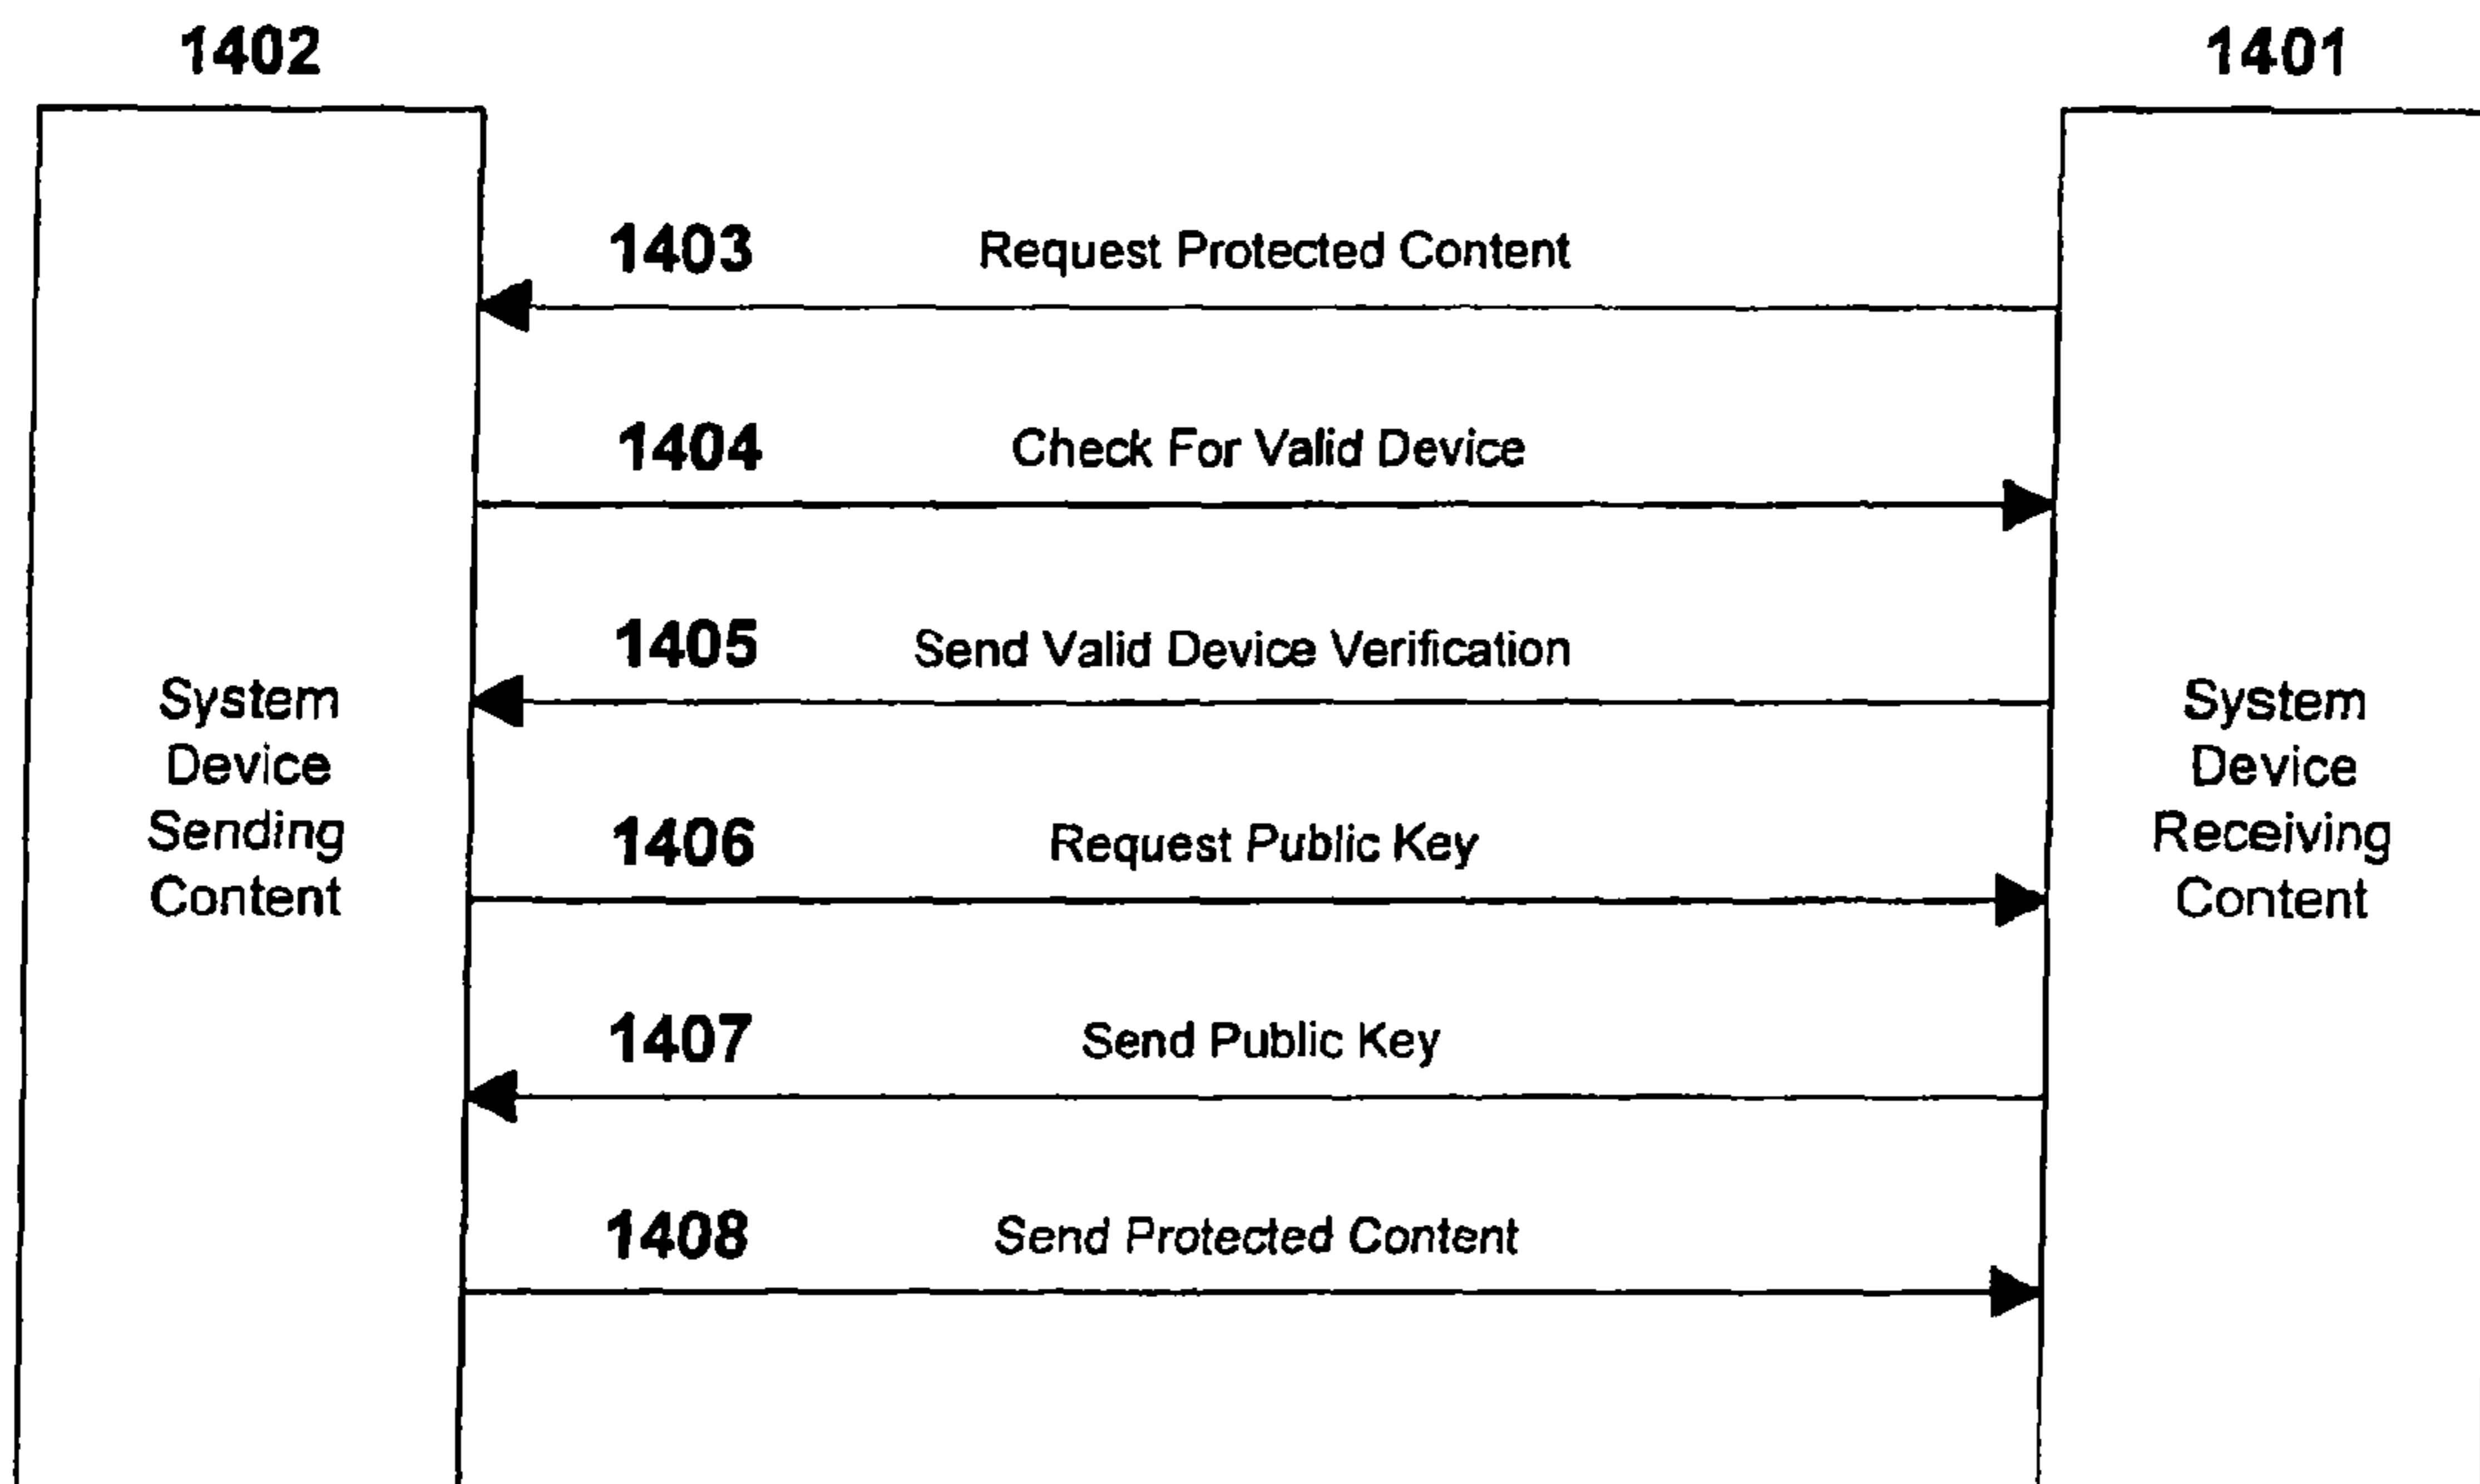 1402
1401
1403 Request Protected Content
1404 Check For Valid Device
1405 Send Valid Device Verification
System
Device
Sending
Content
System
Device
Receiving
Content
1406 Request Public Key
1407 Send Public Key
1408 Send Protected Content